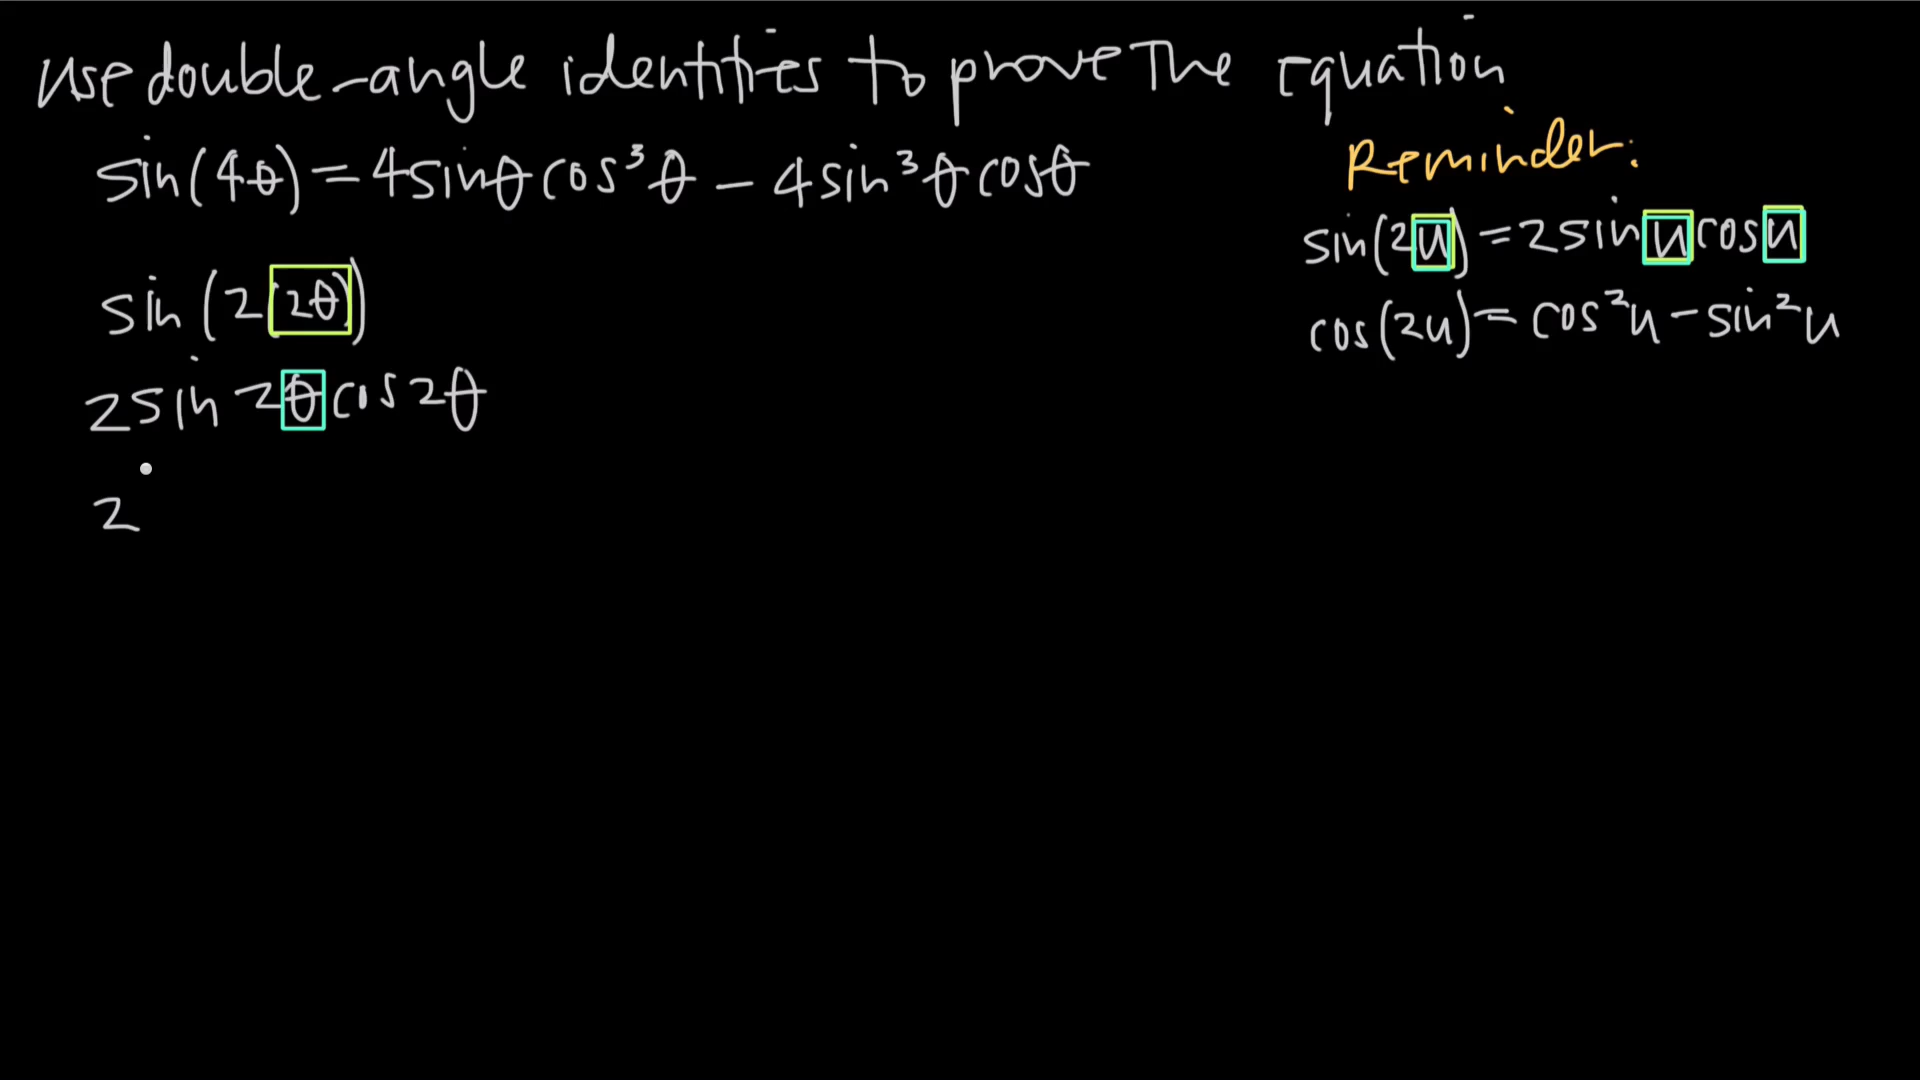 use double-angle identities to prove the equation
sin(4θ) = 4sinθcos³θ - 4sin³θcosθ
Reminder:
sin(2u) = 2sinucosu
cos(2u) = cos²u - sin²u
sin(2(2θ))
2sin2θcos2θ
2